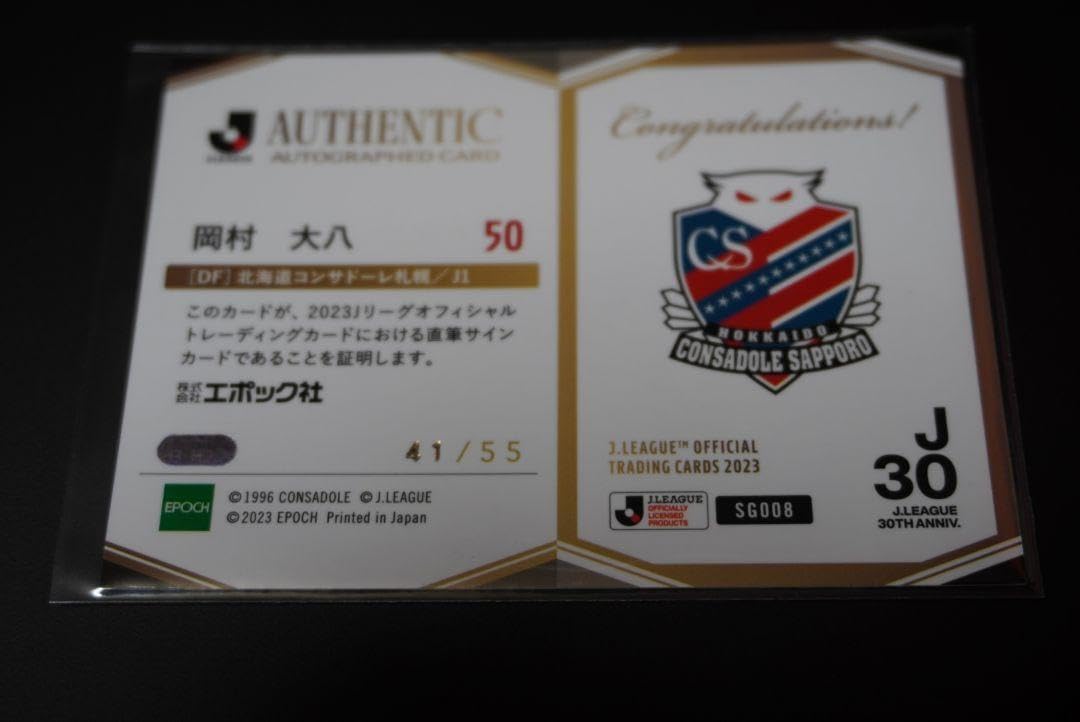 AUTHENTIC
AUTOGRAPHED CARD
岡村　大八 50
[DF] 北海道コンサドーレ札幌／J1
このカードが、2023Jリーグオフィシャル
トレーディングカードにおける直筆サイン
カードであることを証明します。
株式会社エポック社
41/55
EPOCH
©1996 CONSADOLE ©J.LEAGUE
©2023 EPOCH Printed in Japan
Congratulations!
CS
HOKKAIDO
CONSADOLE SAPPORO
J.LEAGUE™ OFFICIAL
TRADING CARDS 2023
J.LEAGUE
OFFICIALLY
LICENSED
PRODUCTS
SG008
J
30
J.LEAGUE
30TH ANNIV.